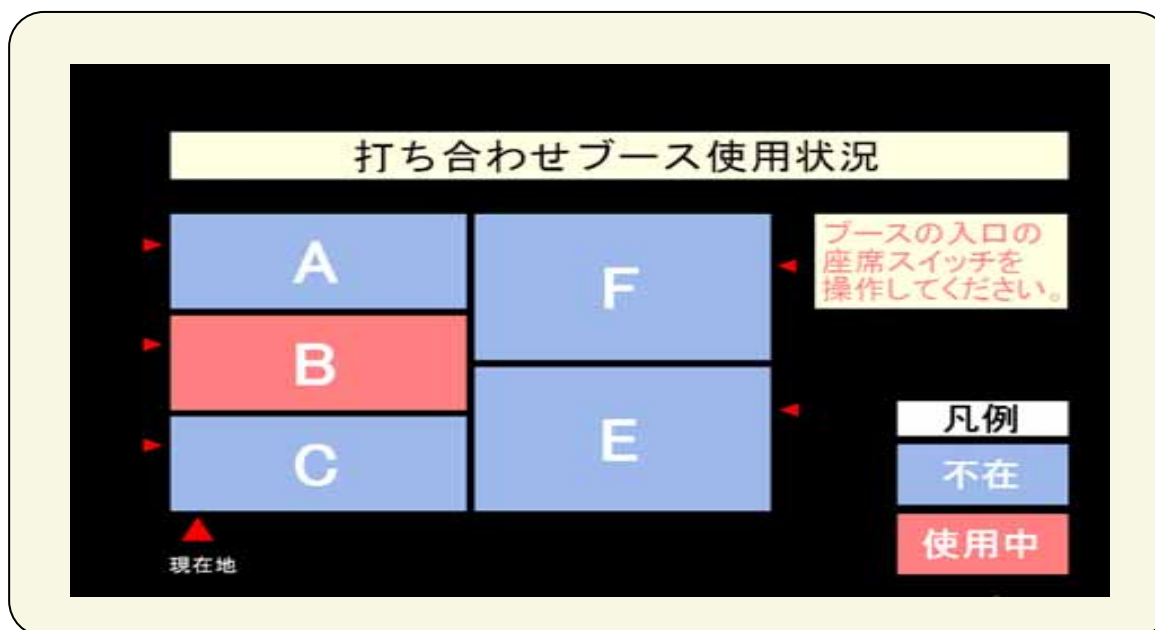 打ち合わせブース使用状況
A
F
ブースの入口の
座席スイッチを
操作してください。
B
C
E
凡例
不在
使用中
現在地